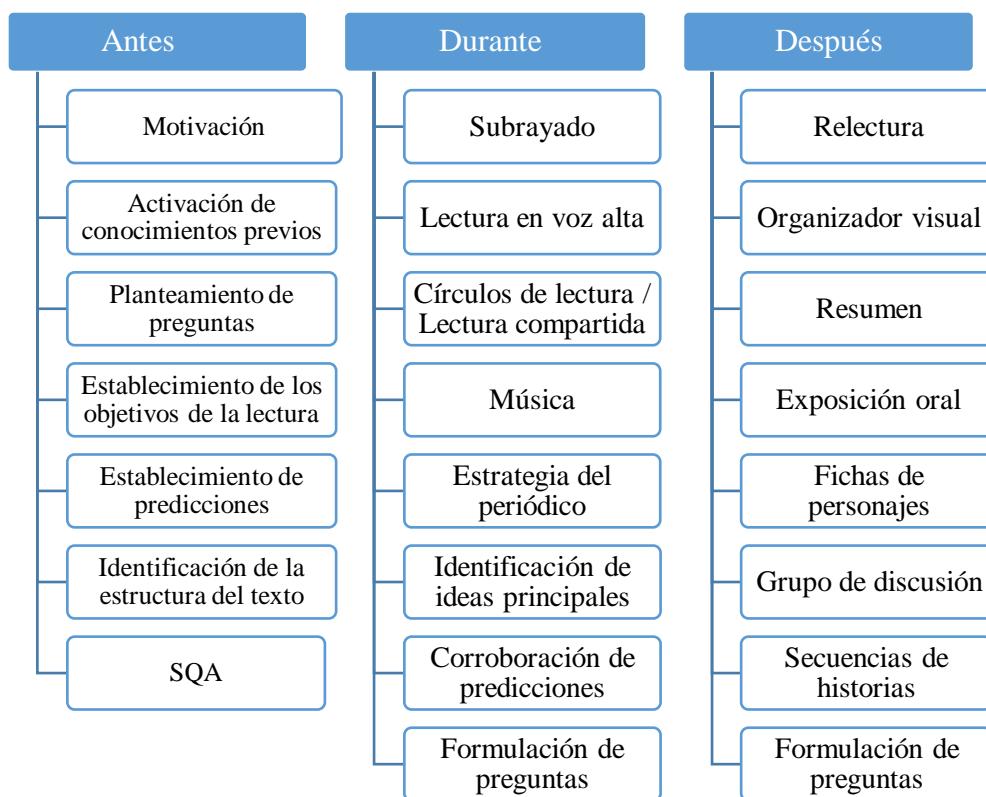 Antes
Motivación
Activación de
conocimientos previos
Planteamiento de
preguntas
Establecimiento de los
objetivos de la lectura
Establecimiento de
predicciones
Identificación de la
estructura del texto
SQA
Durante
Subrayado
Lectura en voz alta
Círculos de lectura /
Lectura compartida
Música
Estrategia del
periódico
Identificación de
ideas principales
Corroboración de
predicciones
Formulación de
preguntas
Después
Relectura
Organizador visual
Resumen
Exposición oral
Fichas de
personajes
Grupo de discusión
Secuencias de
historias
Formulación de
preguntas